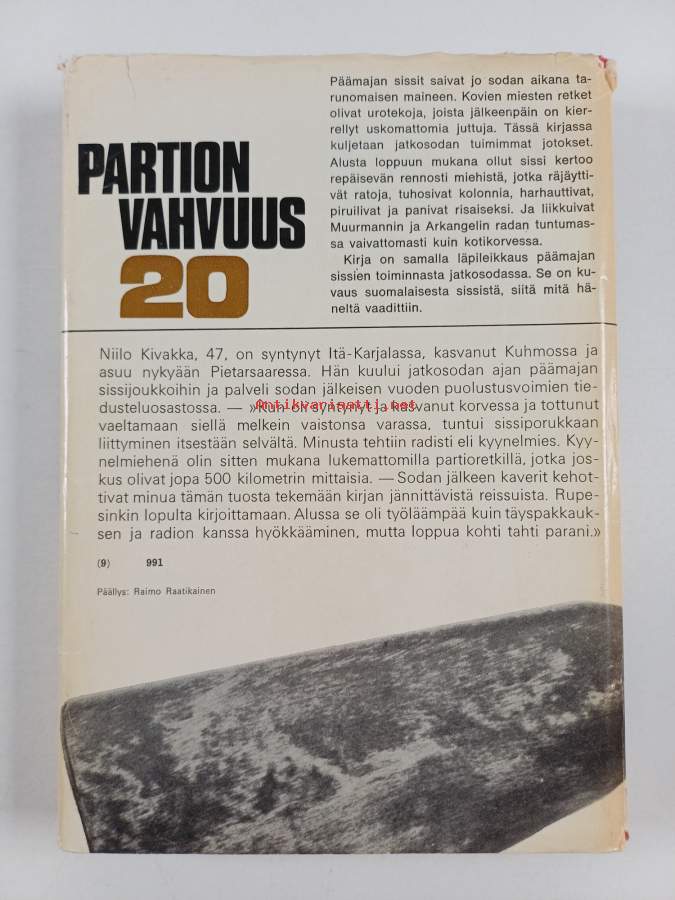 PARTION
VAHVUUS
20
Päämajan sissit saivat jo sodan aikana ta-
runomaisen maineen. Kovien miesten retket
olivat urotekoja, joista jälkeenpäin on kier-
rellyt uskomattomia juttuja. Tässä kirjassa
kuljetaan jatkosodan tuimimmat jotokset.
Alusta loppuun mukana ollut sissi kertoo
repäisevän rennosti miehistä, jotka räjäytti-
vät ratoja, tuhosivat kolonnia, harhauttivat,
piruilivat ja panivat risaiseksi. Ja liikkuivat
Muurmannin ja Arkangelin radan tuntumas-
sa vaivattomasti kuin kotikorvessa.
Kirja on samalla läpileikkaus päämajan
sissien toiminnasta jatkosodassa. Se on ku-
vaus suomalaisesta sissistä, siitä mitä hä-
neltä vaadittiin.
Niilo Kivakka, 47, on syntynyt Itä-Karjalassa, kasvanut Kuhmossa ja
asuu nykyään Pietarsaaressa. Hän kuului jatkosodan ajan päämajan
sissijoukkoihin ja palveli sodan jälkeisen vuoden puolustusvoimien tie-
dusteluosastossa. — »Kun on syntynyt ja kasvanut korvessa ja tottunut
Antikvariaatti.net
vaeltamaan siellä melkein vaistonsa varassa, tuntui sissiporukkaan
liittyminen itsestään selvältä. Minusta tehtiin radisti eli kyynelmies. Kyy-
nelmiehenä olin sitten mukana lukemattomilla partioretkillä, jotka jos-
kus olivat jopa 500 kilometrin mittaisia. — Sodan jälkeen kaverit kehot-
tivat minua tämän tuosta tekemään kirjan jännittävistä reissuista. Rupe-
sinkin lopulta kirjoittamaan. Alussa se oli työläämpää kuin täyspakkauk-
sen ja radion kanssa hyökkääminen, mutta loppua kohti tahti parani.»
(9) 991
Päällys: Raimo Raatikainen